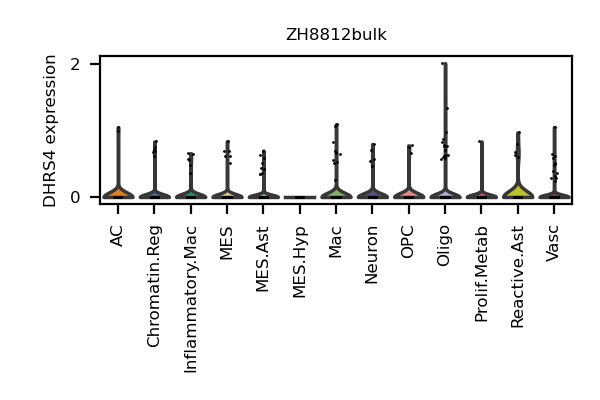 ZH8812bulk
DHRS4 expression
2
0
AC
Chromatin.Reg
Inflammatory.Mac
MES
MES.Ast
MES.Hyp
Mac
Neuron
OPC
Oligo
Prolif.Metab
Reactive.Ast
Vasc